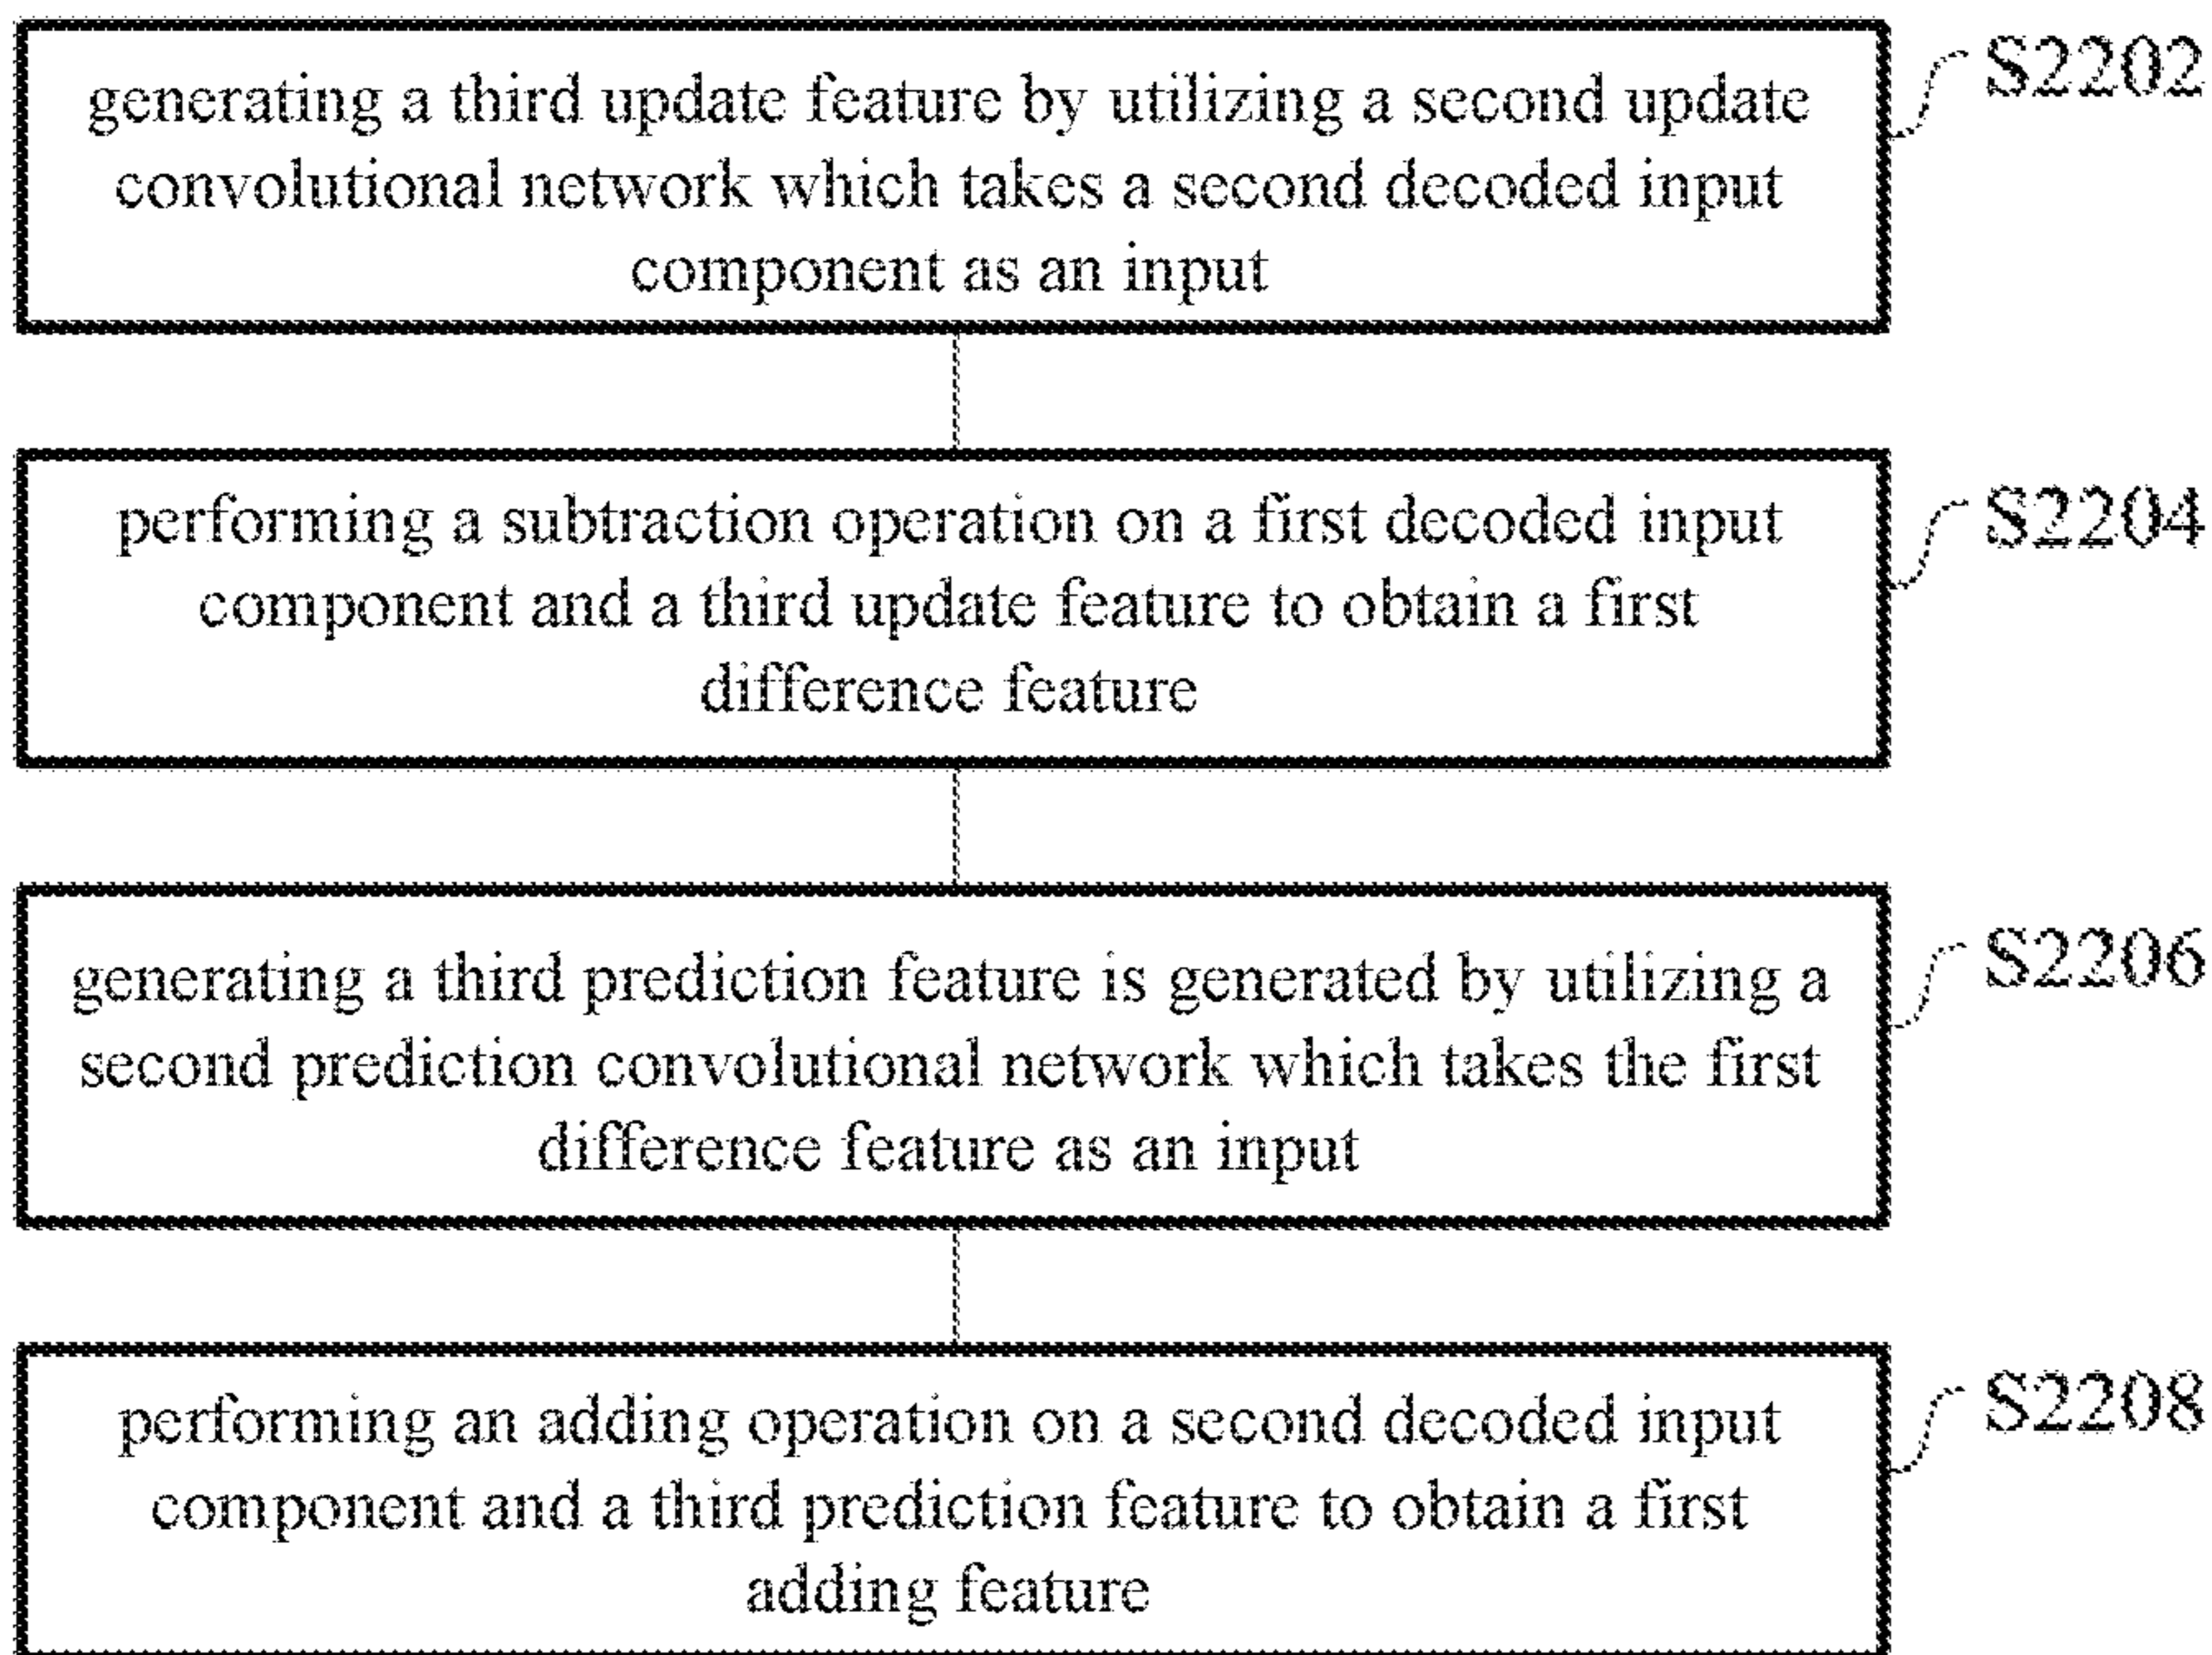 generating a third update feature by utilizing a second update
convolutional network which takes a second decoded input
component as an input
S2202
performing a subtraction operation on a first decoded input
component and a third update feature to obtain a first
difference feature
S2204
generating a third prediction feature is generated by utilizing a
second prediction convolutional network which takes the first
difference feature as an input
S2206
performing an adding operation on a second decoded input
component and a third prediction feature to obtain a first
adding feature
S2208